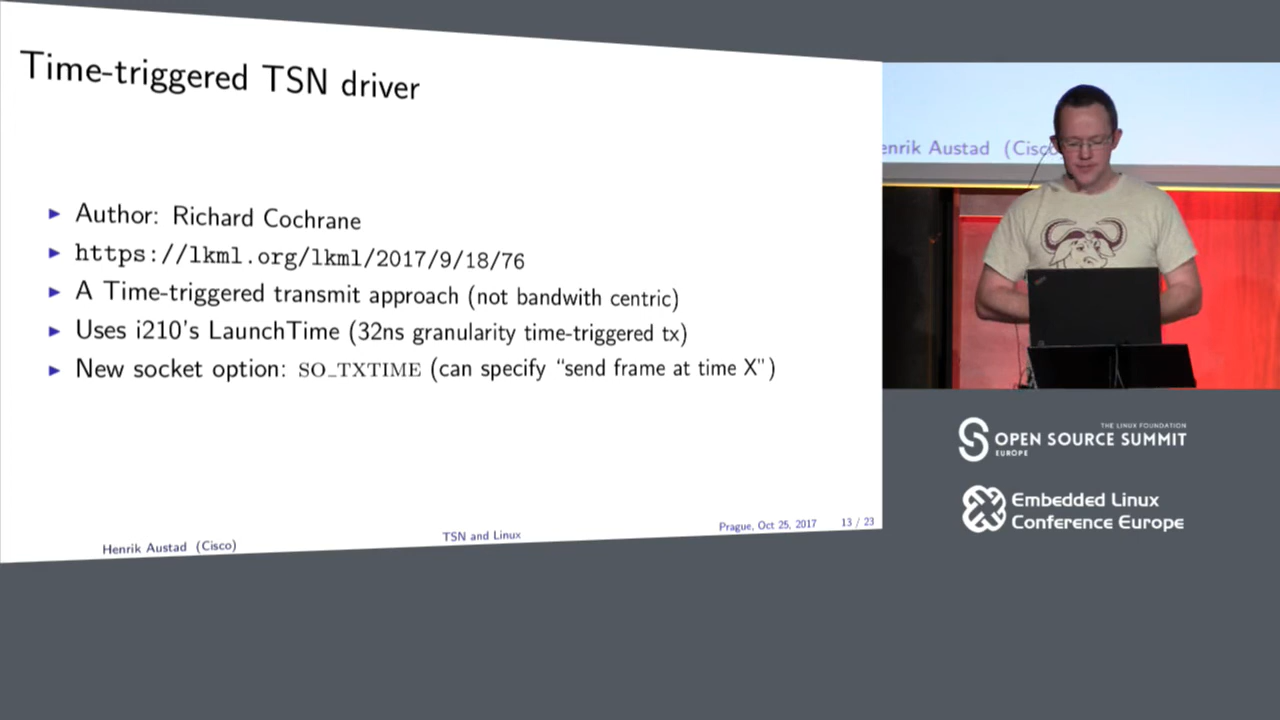 Time-triggered TSN driver
Author: Richard Cochrane
https://lkml.org/lkml/2017/9/18/76
A Time-triggered transmit approach (not bandwith centric)
Uses i210's LaunchTime (32ns granularity time-triggered tx)
New socket option: SO_TXTIME (can specify “send frame at time X”)
Henrik Austad (Cisco)
TSN and Linux
Prague, Oct 25, 2017
13 / 23
enrik Austad (Cisco
THE LINUX FOUNDATION
OPEN SOURCE SUMMIT
EUROPE
Embedded Linux
Conference Europe